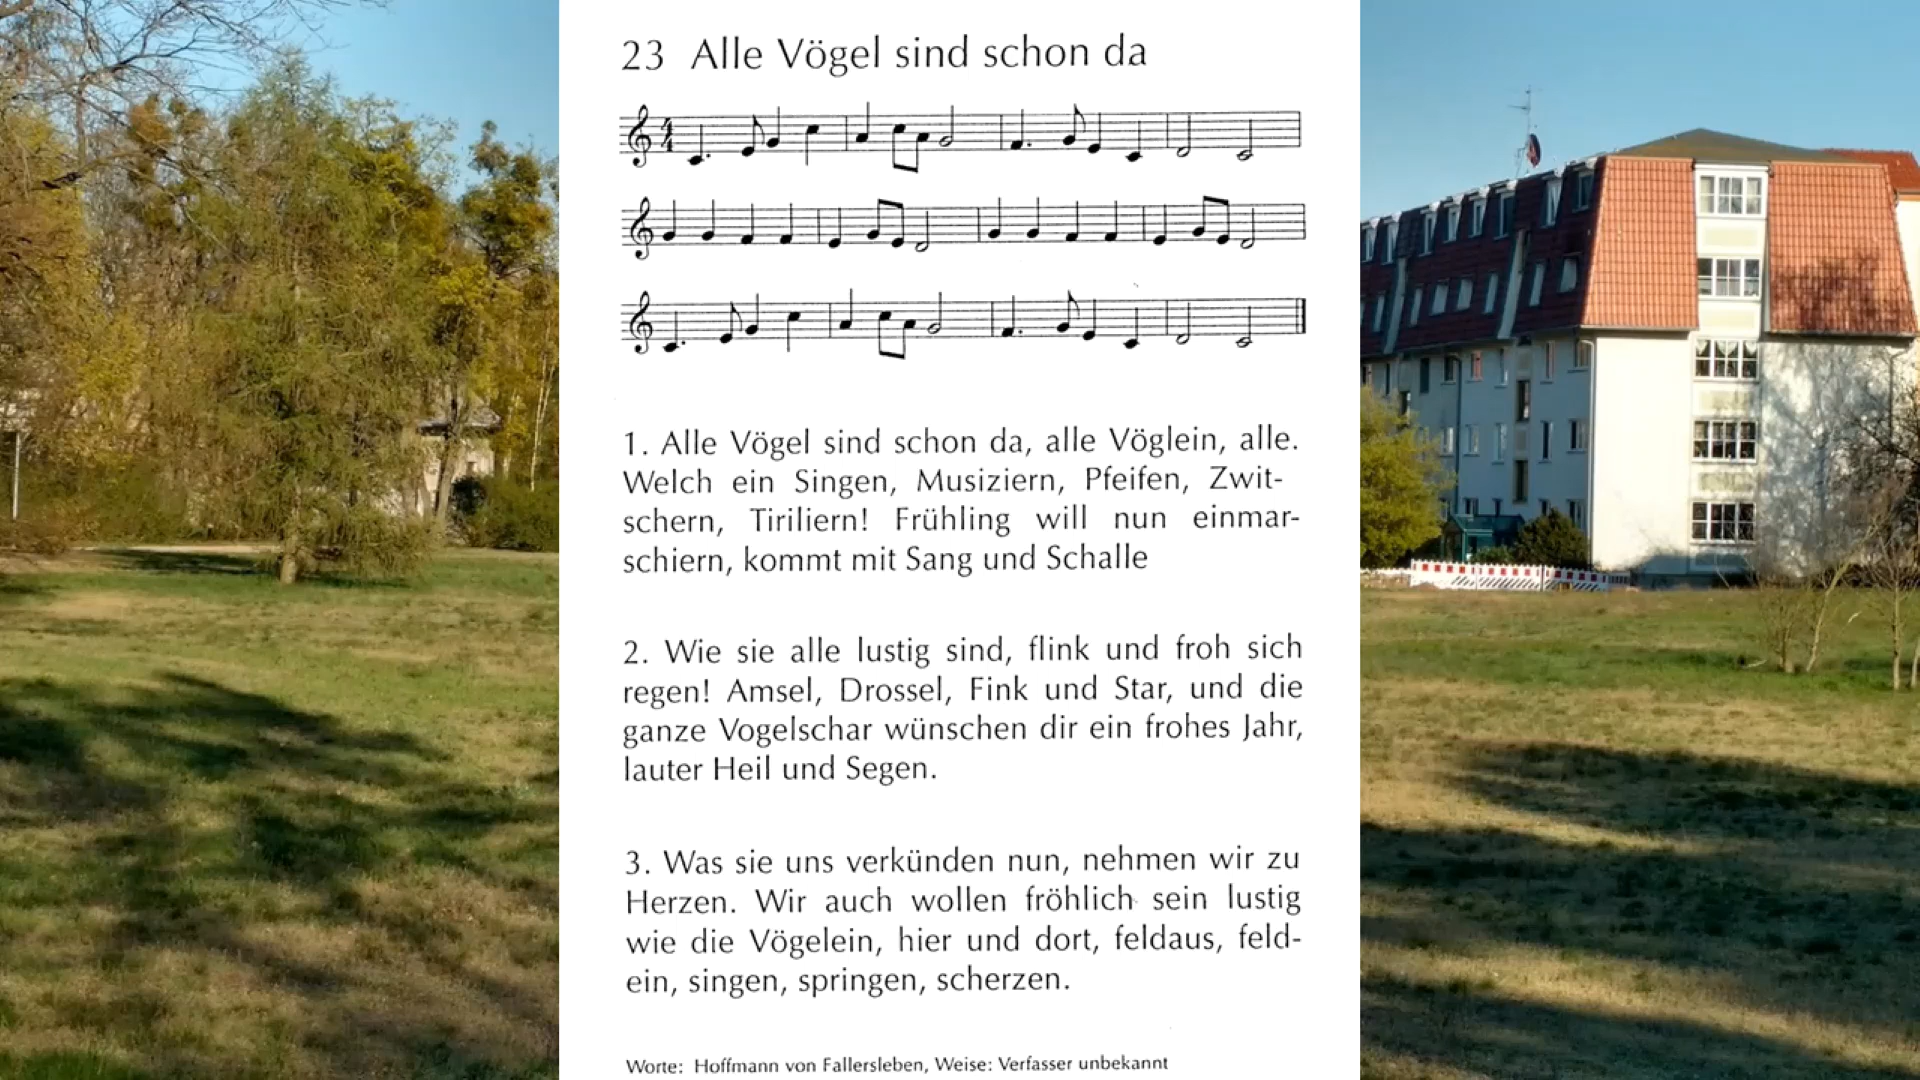 23 Alle Vögel sind schon da
4
4
1. Alle Vögel sind schon da, alle Vöglein, alle.
Welch ein Singen, Musiziern, Pfeifen, Zwit-
schern, Tiriliern! Frühling will nun einmar-
schiern, kommt mit Sang und Schalle
2. Wie sie alle lustig sind, flink und froh sich
regen! Amsel, Drossel, Fink und Star, und die
ganze Vogelschar wünschen dir ein frohes Jahr,
lauter Heil und Segen.
3. Was sie uns verkünden nun, nehmen wir zu
Herzen. Wir auch wollen fröhlich sein lustig
wie die Vögelein, hier und dort, feldaus, feld-
ein, singen, springen, scherzen.
Worte: Hoffmann von Fallersleben, Weise: Verfasser unbekannt